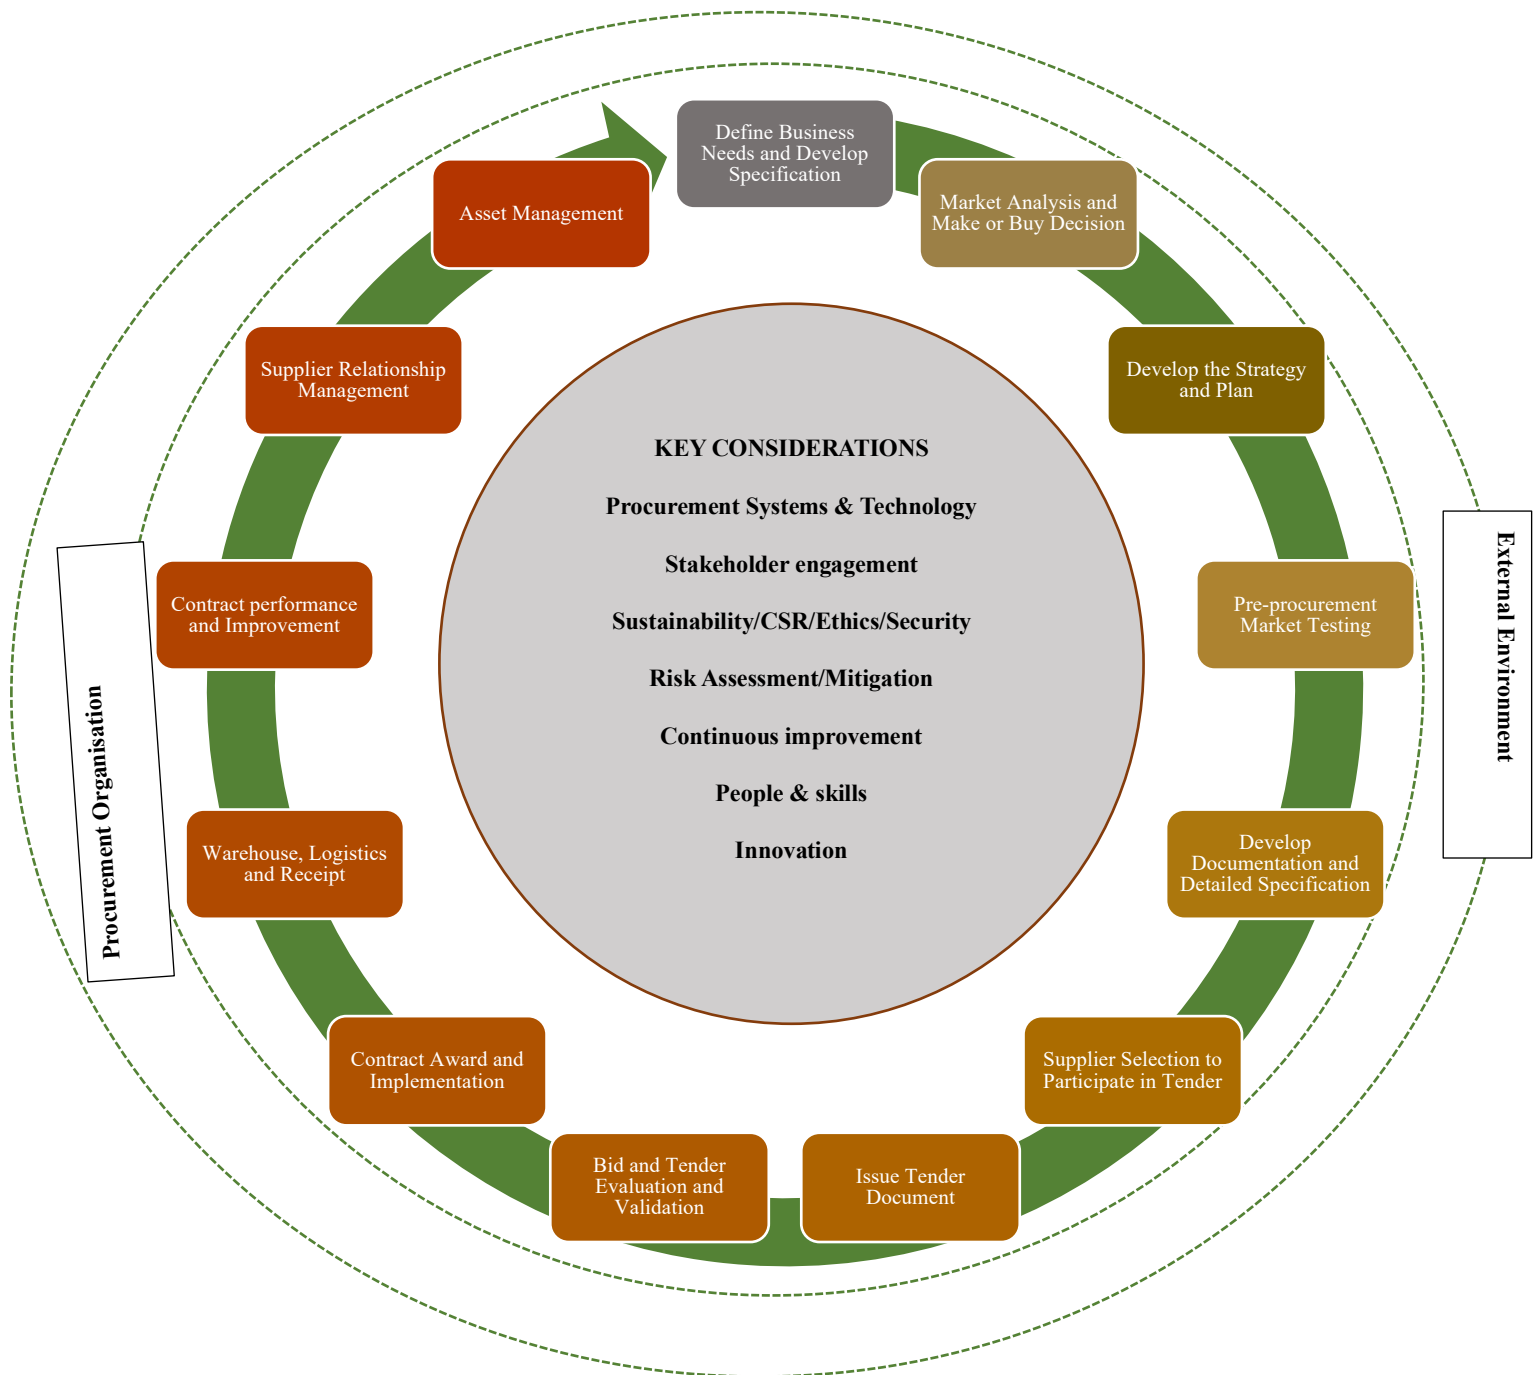 Define Business
Needs and Develop
Specification
Market Analysis and
Make or Buy Decision
Develop the Strategy
and Plan
Pre-procurement
Market Testing
Develop
Documentation and
Detailed Specification
Supplier Selection to
Participate in Tender
Issue Tender
Document
Bid and Tender
Evaluation and
Validation
Contract Award and
Implementation
Warehouse, Logistics
and Receipt
Contract performance
and Improvement
Supplier Relationship
Management
Asset Management
KEY CONSIDERATIONS
Procurement Systems & Technology
Stakeholder engagement
Sustainability/CSR/Ethics/Security
Risk Assessment/Mitigation
Continuous improvement
People & skills
Innovation
Procurement Organisation
External Environment